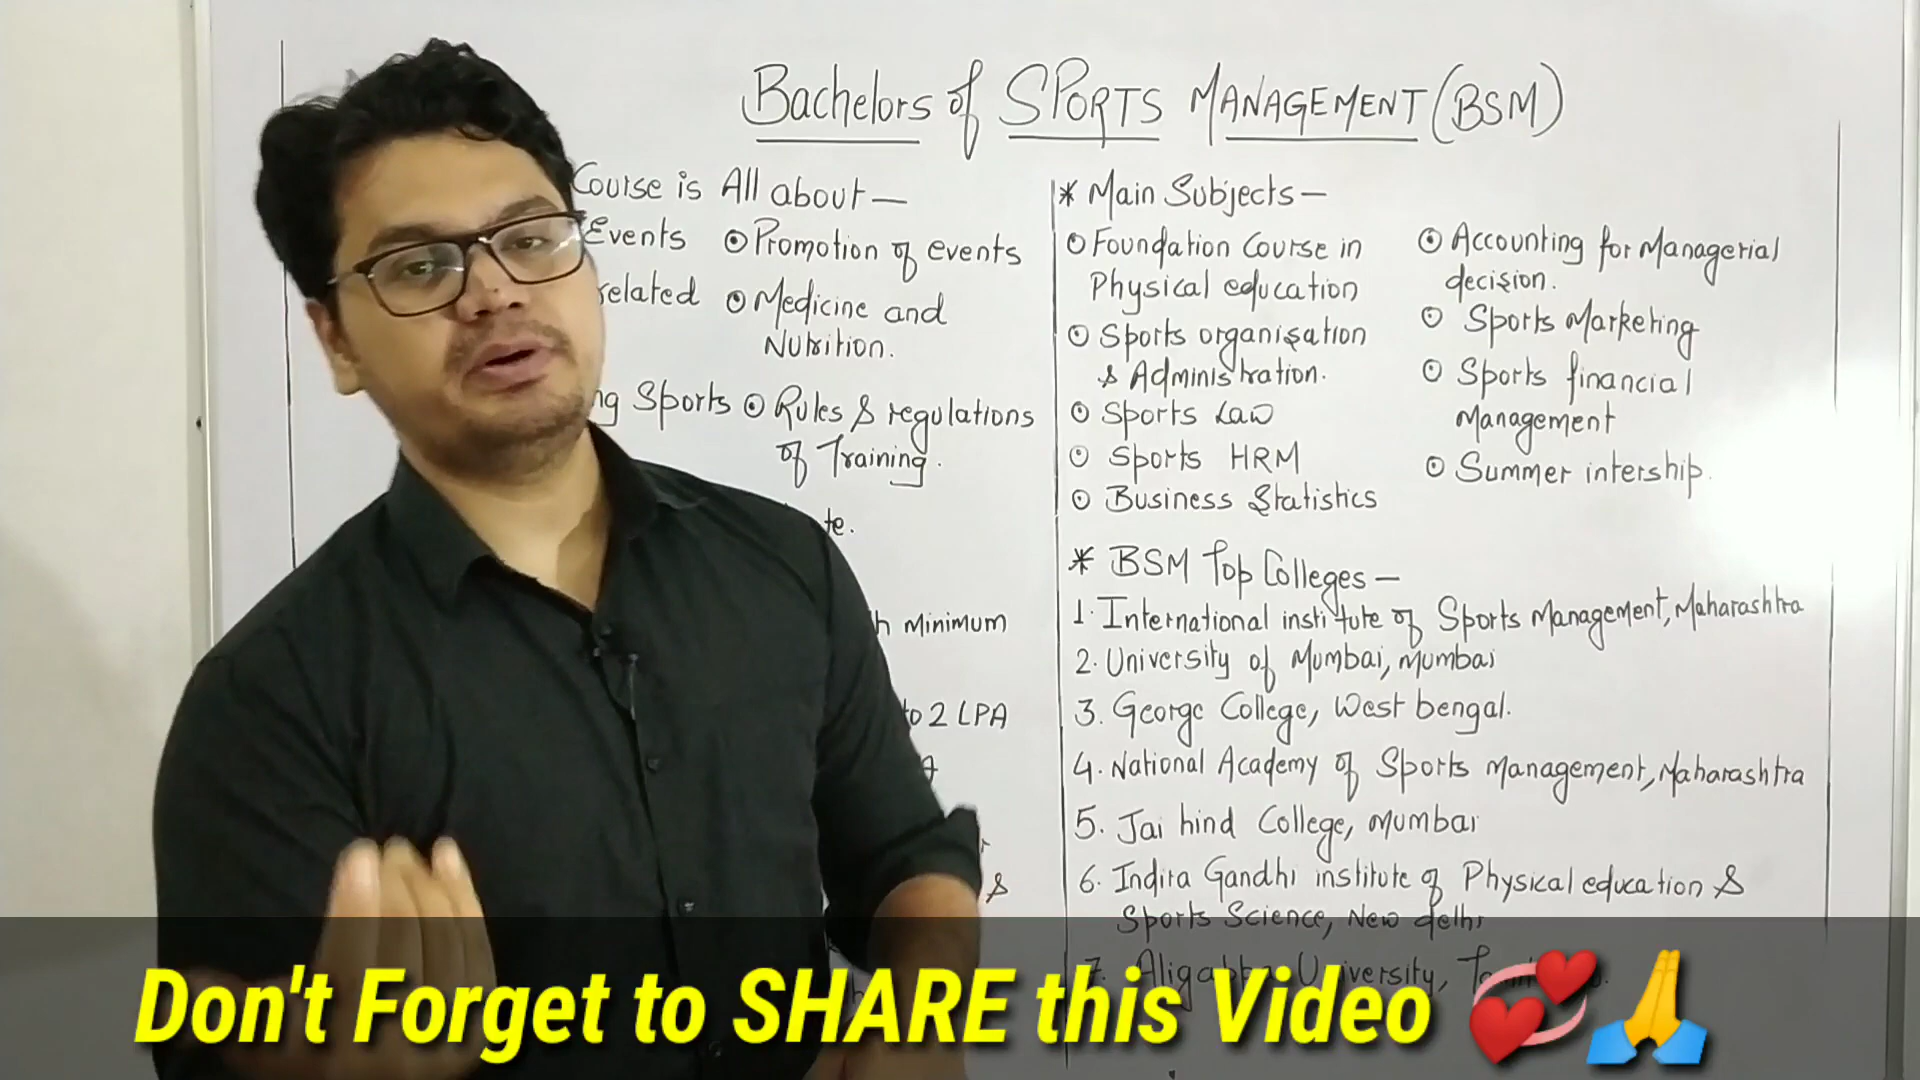 Bachelors of SPORTS MANAGEMENT (BSM)
Course is All about —
Events ⊙ Promotion of events
related ⊙ Medicine and
Nutrition.
ng Sports ⊙ Rules & regulations
of Training.
te.
minimum
to 2 LPA
&
* Main Subjects —
⊙ Foundation Course in
Physical education
⊙ Sports organisation
& Administration.
⊙ Sports Law
⊙ Sports HRM
⊙ Business Statistics
⊙ Accounting for Managerial
decision.
⊙ Sports Marketing
⊙ Sports financial
Management
⊙ Summer intership.
* BSM Top Colleges —
1. International institute of Sports Management, Maharashtra
2. University of Mumbai, Mumbai
3. George College, West bengal.
4. National Academy of Sports Management, Maharashtra
5. Jai hind College, Mumbai
6. Indira Gandhi institute of Physical education &
Sports Science, New delhi
7. University,
Don't Forget to SHARE this Video 💞🙏